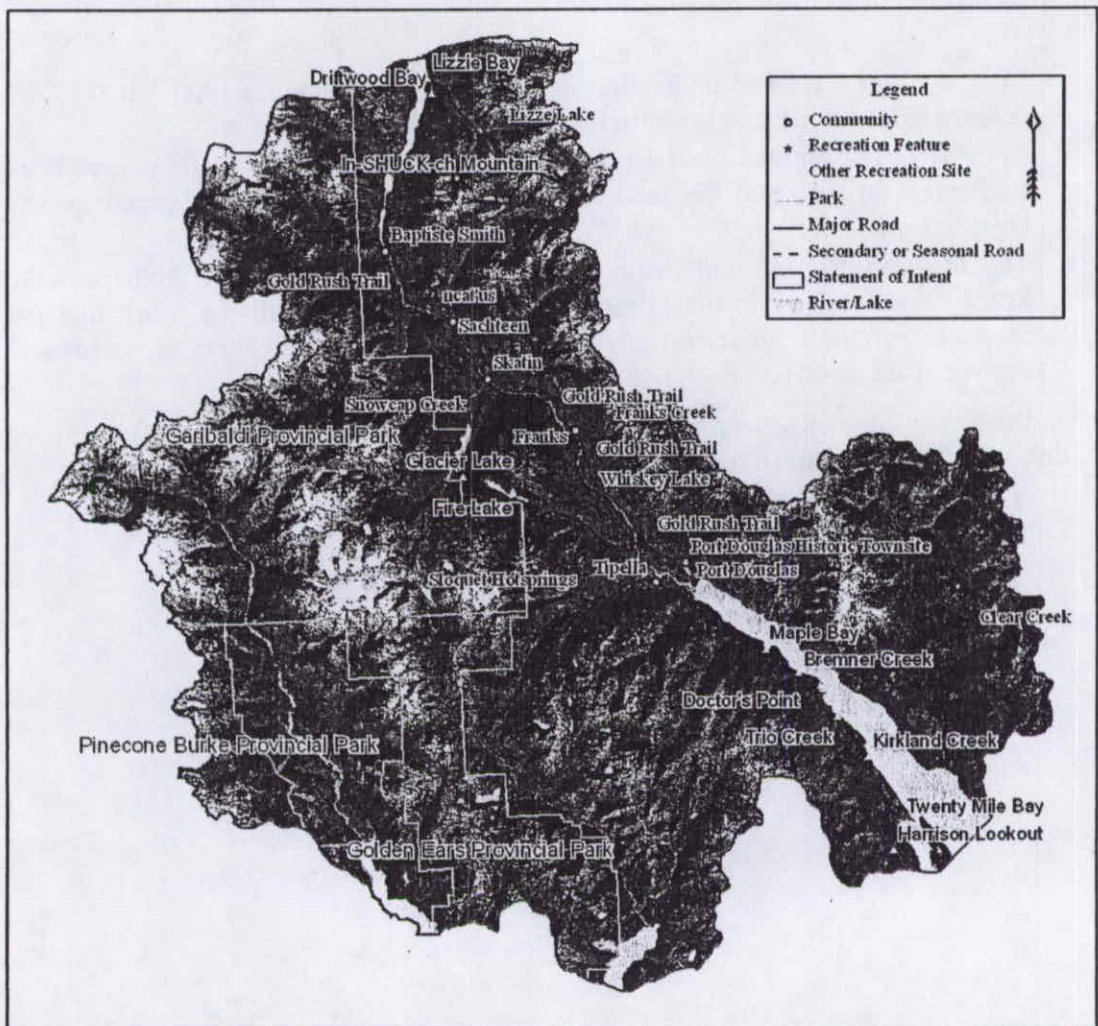 Lizzie Bay
Driftwood Bay
Lizze Lake
In-SHUCK-ch Mountain
Baptiste Smith
Gold Rush Trail
Sachteen
Skatin
Gold Rush Trail
Snowcap Creek
Franks Creek
Garibaldi Provincial Park
Franks
Gold Rush Trail
Glacier Lake
Whiskey Lake
Fire Lake
Gold Rush Trail
Port Douglas Historic Townsite
Tipella
Port Douglas
Sloquet Hotsprings
Clear Creek
Maple Bay
Bremner Creek
Doctor's Point
Trio Creek
Kirkland Creek
Pinecone Burke Provincial Park
Twenty Mile Bay
Harrison Lookout
Golden Ears Provincial Park
Legend
Community
Recreation Feature
Other Recreation Site
Park
Major Road
Secondary or Seasonal Road
Statement of Intent
River/Lake